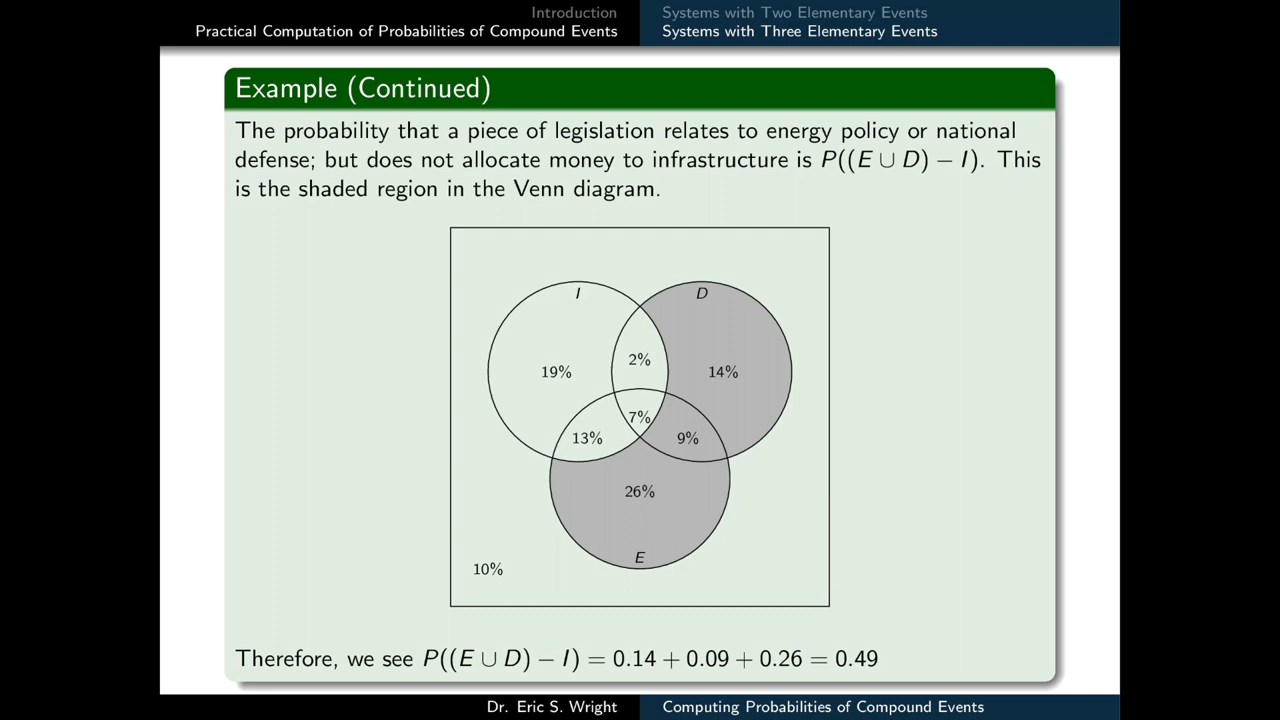 Introduction
Practical Computation of Probabilities of Compound Events
Systems with Two Elementary Events
Systems with Three Elementary Events
Example (Continued)
The probability that a piece of legislation relates to energy policy or national
defense; but does not allocate money to infrastructure is P((E ∪ D) − I). This
is the shaded region in the Venn diagram.
I
D
2%
19%
14%
7%
13%
9%
26%
E
10%
Therefore, we see P((E ∪ D) − I) = 0.14 + 0.09 + 0.26 = 0.49
Dr. Eric S. Wright
Computing Probabilities of Compound Events